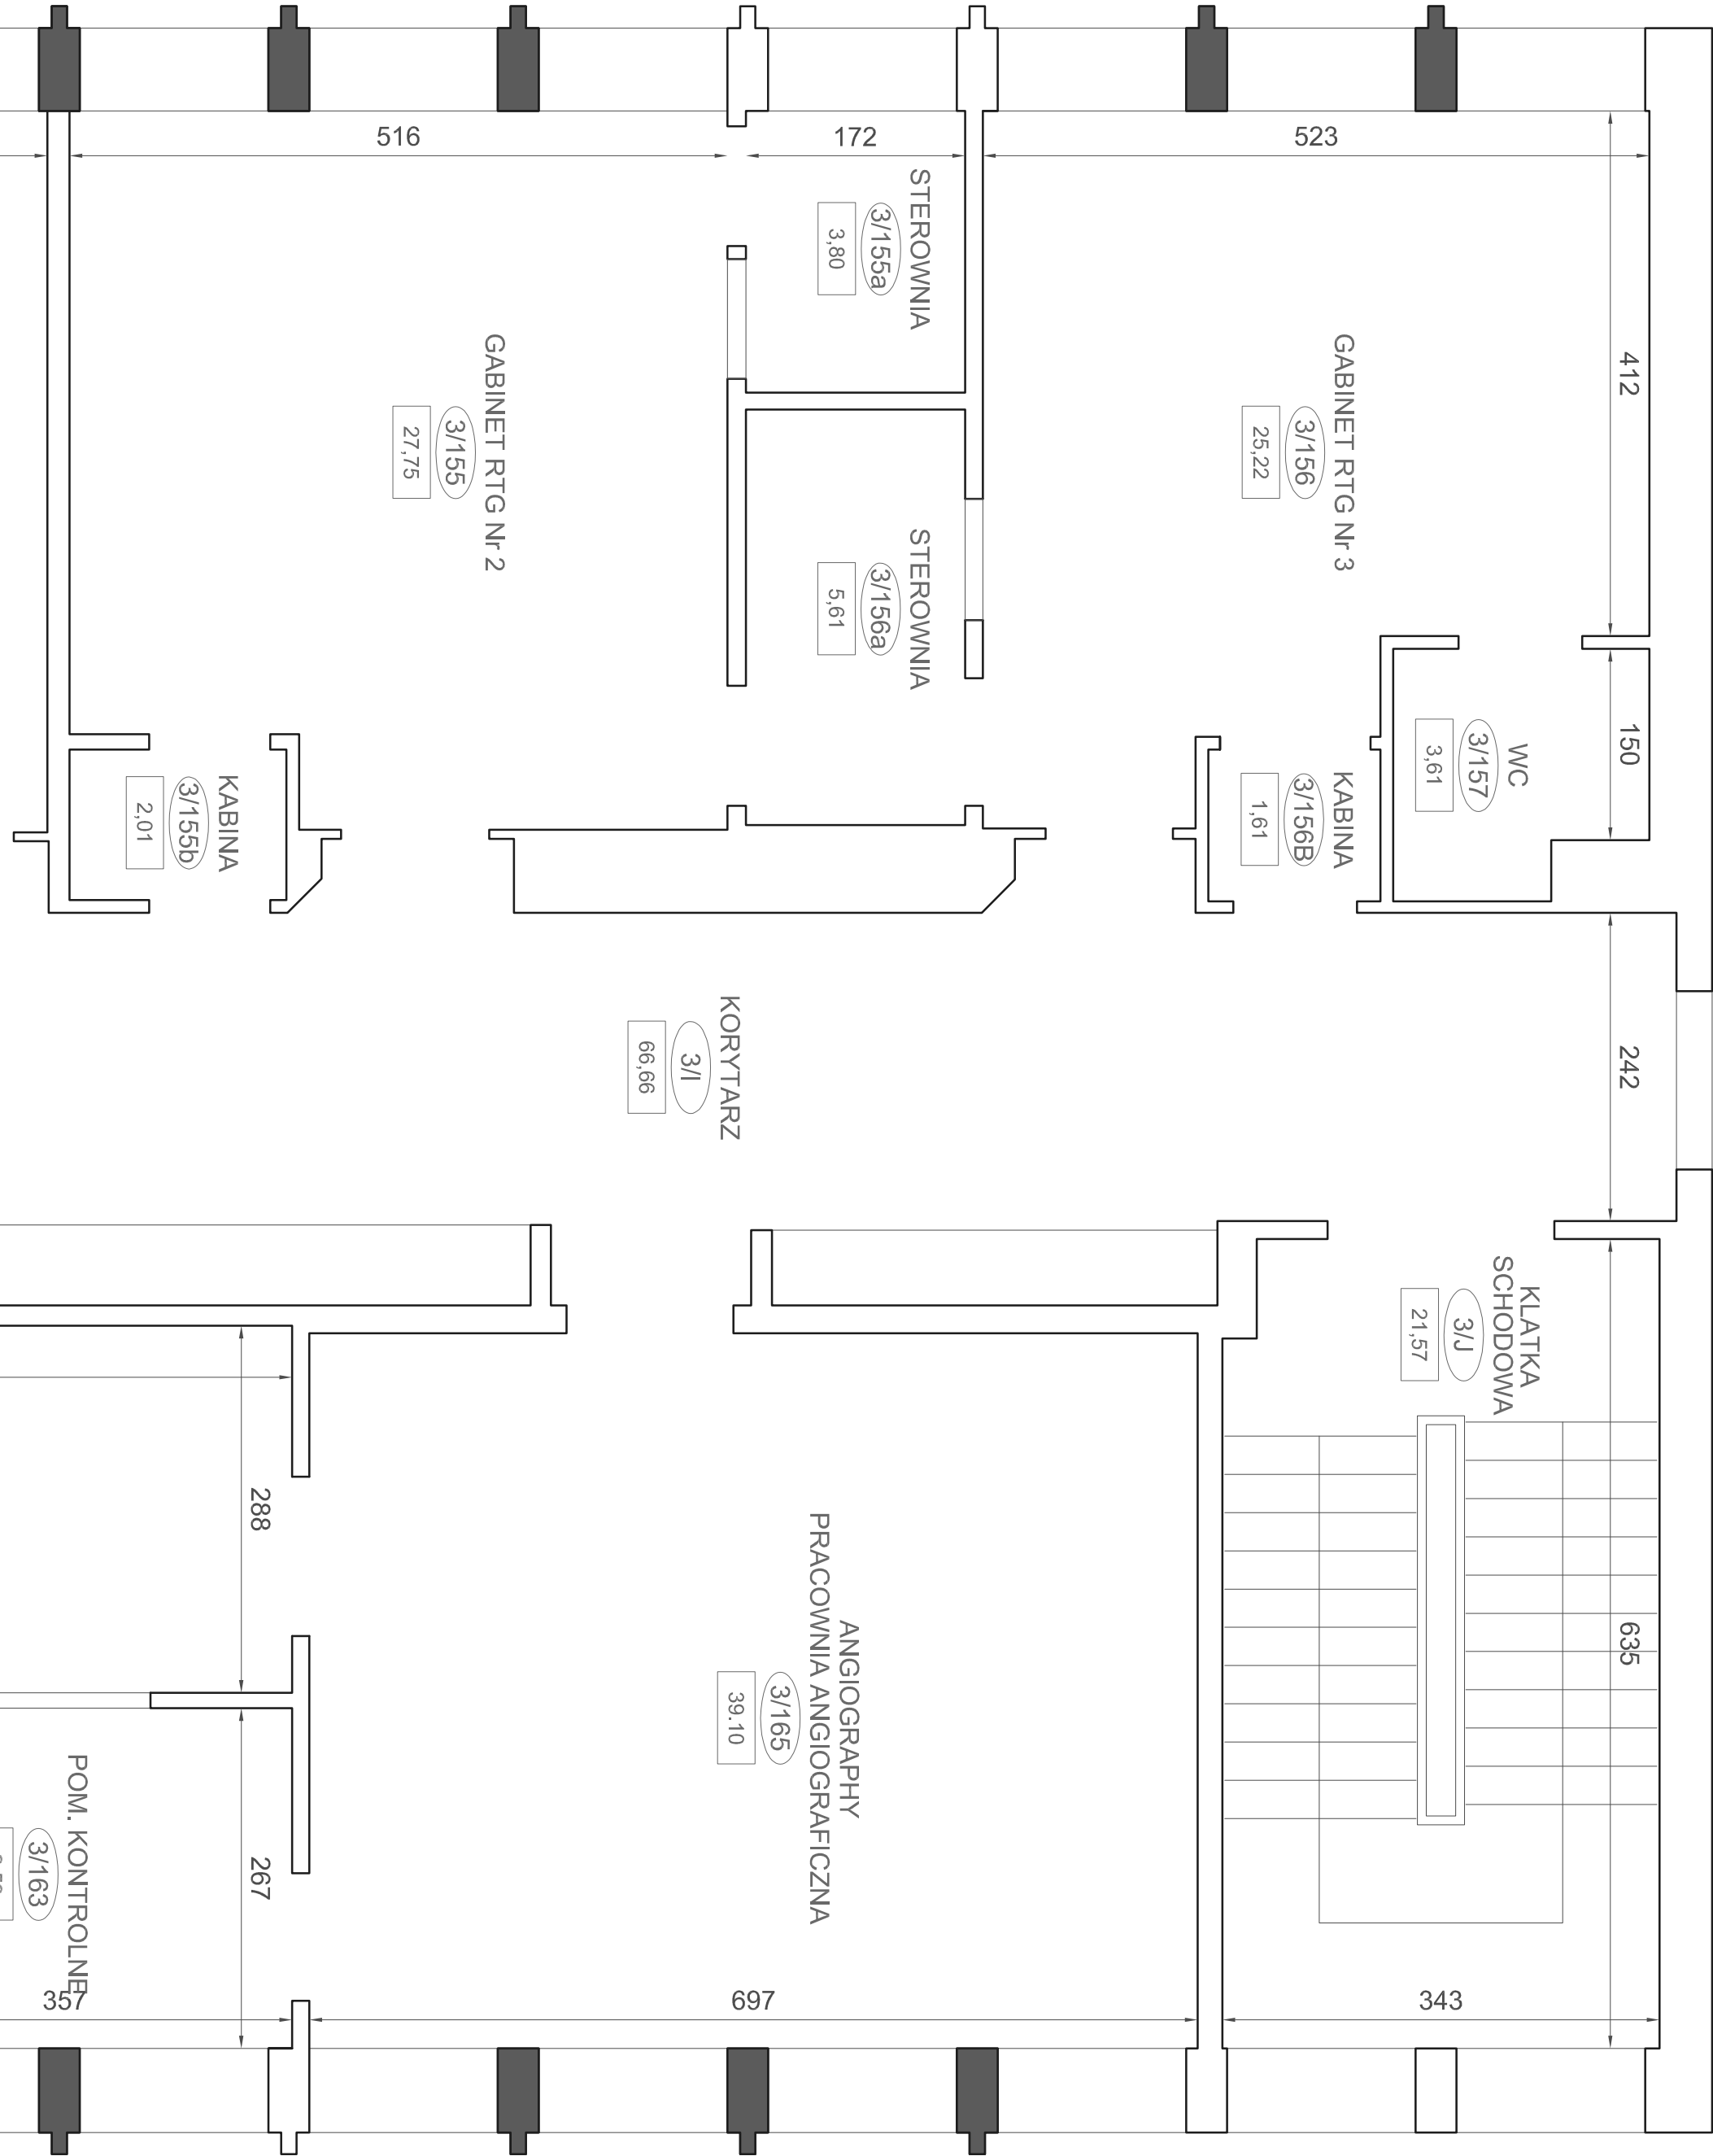 516
172
523
STEROWNIA
3/155a
3,80
GABINET RTG Nr 3
3/156
25,22
412
GABINET RTG Nr 2
3/155
27,75
STEROWNIA
3/156a
5,61
WC
3/157
3,61
150
KABINA
3/156B
1,61
KABINA
3/155b
2,01
KORYTARZ
3/I
66,66
242
KLATKA
SCHODOWA
3/J
21,57
635
288
ANGIOGRAPHY
PRACOWNIA ANGIOGRAFICZNA
3/165
39.10
267
POM. KONTROLNE
3/163
357
697
343